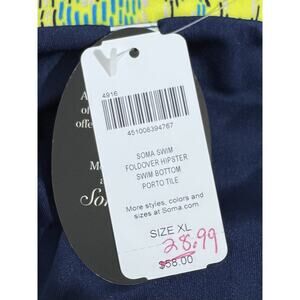 4916
451006394767
SOMA SWIM
FOLDOVER HIPSTER
SWIM BOTTOM
PORTO TILE
More styles, colors and
sizes at Soma.com
SIZE XL
28.99
$58.00